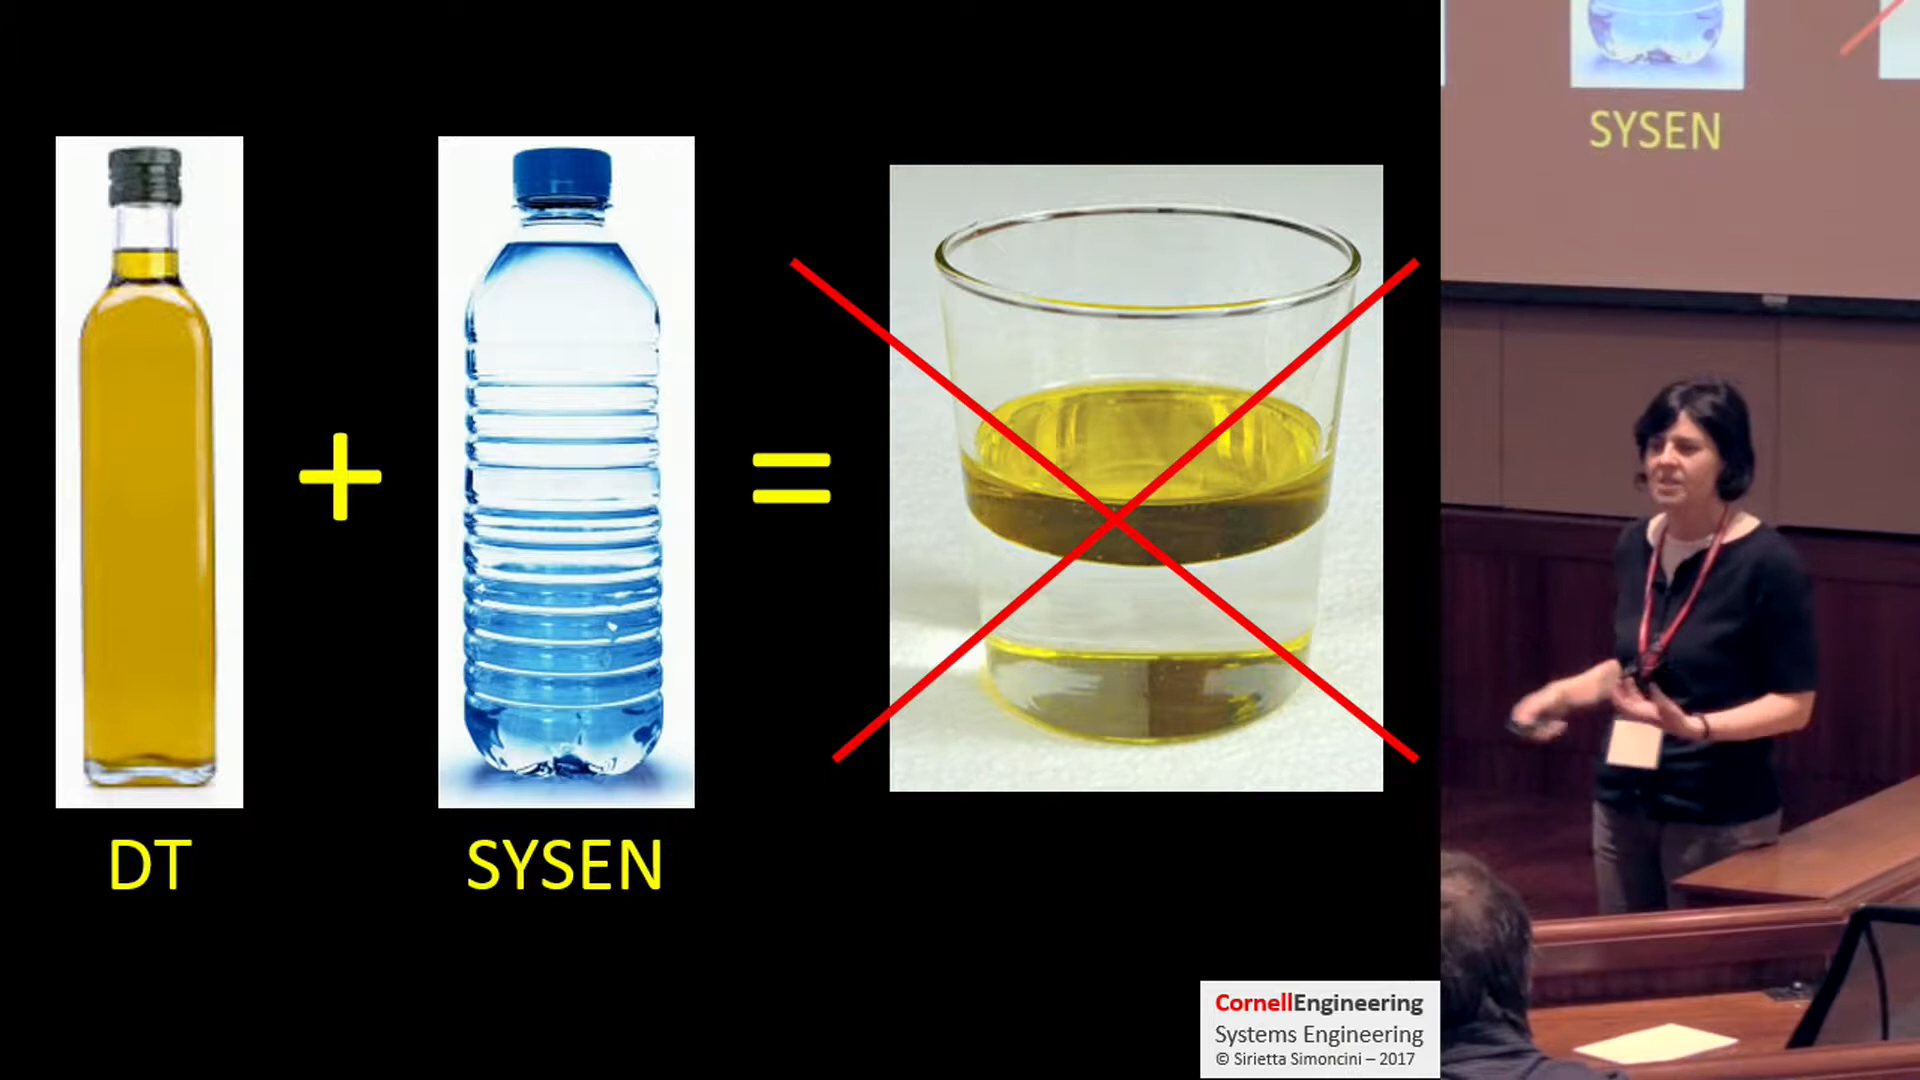 +
=
DT
SYSEN
CornellEngineering
Systems Engineering
© Sirietta Simoncini – 2017
SYSEN